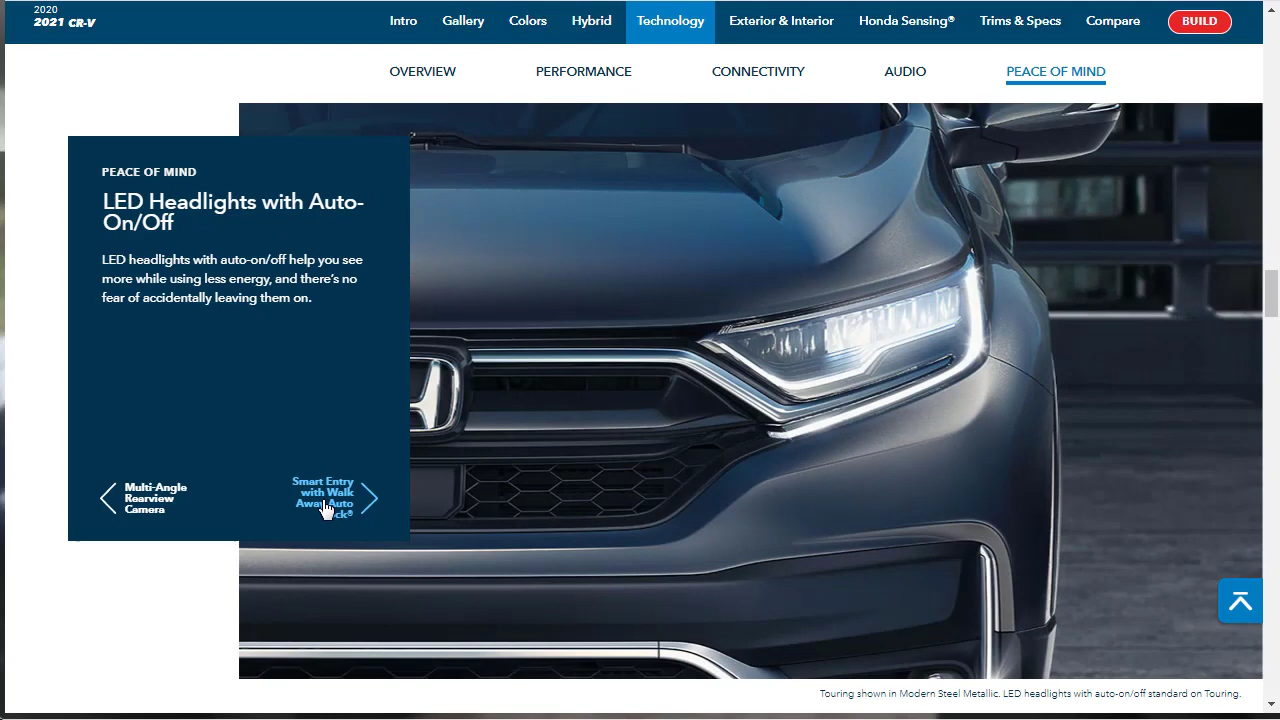 2020
2021 CR-V
Intro
Gallery
Colors
Hybrid
Technology
Exterior & Interior
Honda Sensing®
Trims & Specs
Compare
BUILD
OVERVIEW
PERFORMANCE
CONNECTIVITY
AUDIO
PEACE OF MIND
PEACE OF MIND
LED Headlights with Auto-
On/Off
LED headlights with auto-on/off help you see
more while using less energy, and there's no
fear of accidentally leaving them on.
Multi-Angle
Rearview
Camera
Smart Entry
with Walk
Away Auto
ck®
Touring shown in Modern Steel Metallic. LED headlights with auto-on/off standard on Touring.